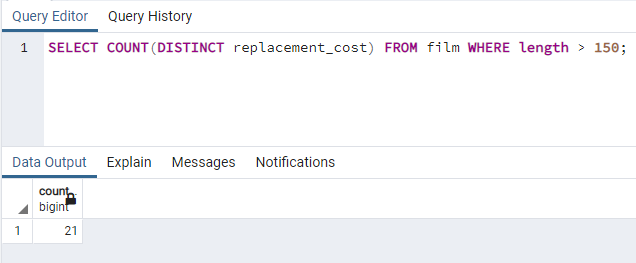 Query Editor Query History
1 SELECT COUNT(DISTINCT replacement_cost) FROM film WHERE length > 150;
Data Output Explain Messages Notifications
count
bigint
1 21